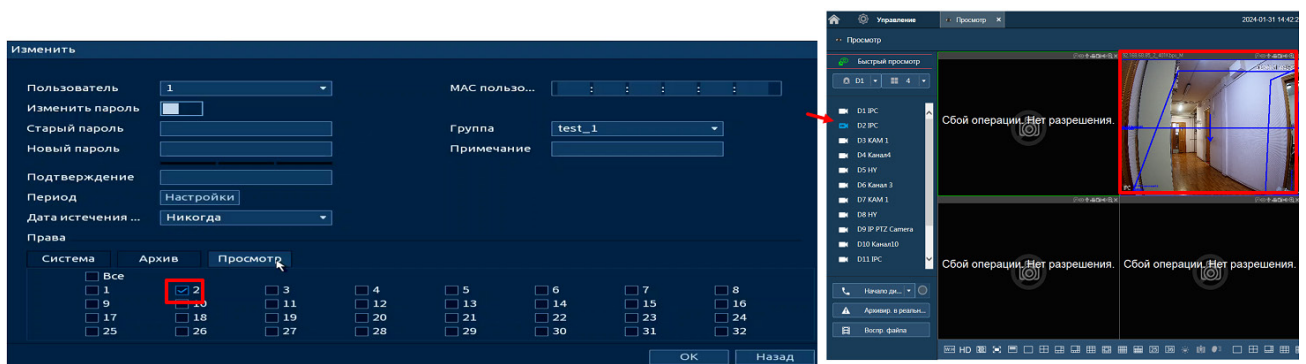 Изменить
Пользователь 1
МАС пользо... : : : : :
Изменить пароль
Старый пароль
Группа test_1
Новый пароль
Примечание
Подтверждение
Период Настройки
Дата истечения ... Никогда
Права
Система Архив Просмотр
Все
1 2 3 4 5 6 7 8
9 10 11 12 13 14 15 16
17 18 19 20 21 22 23 24
25 26 27 28 29 30 31 32
ОК Назад
Управление Просмотр × 2024-01-31 14:42:2
Просмотр
Быстрый просмотр
D1 4
D1 IPC
D2 IPC
D3 КАМ 1
D4 Канал4
D5 HY
D6 Канал 3
D7 КАМ 1
D8 HY
D9 IP PTZ Camera
D10 Канал10
D11 IPC
Начало ди...
Архивир. в реальн...
Воспр. файла
Сбой операции. Нет разрешения.
IPC
Сбой операции. Нет разрешения.
Сбой операции. Нет разрешения.
HD